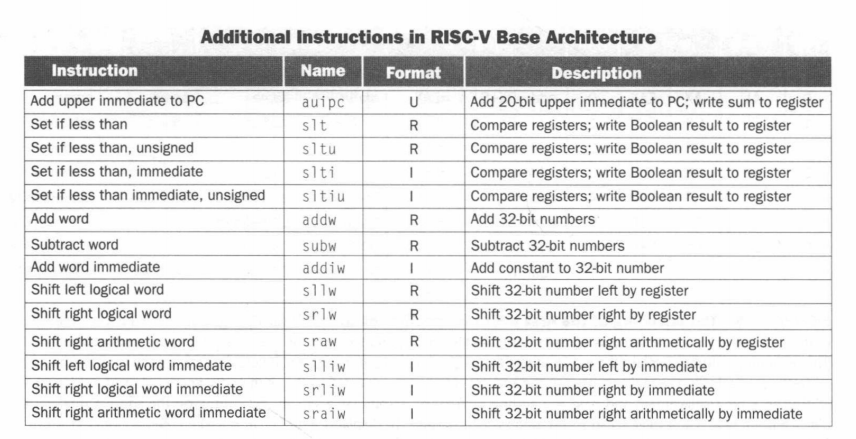 Additional Instructions in RISC-V Base Architecture
Instruction Name Format Description
Add upper immediate to PC auipc U Add 20-bit upper immediate to PC; write sum to register
Set if less than slt R Compare registers; write Boolean result to register
Set if less than, unsigned sltu R Compare registers; write Boolean result to register
Set if less than, immediate slti I Compare registers; write Boolean result to register
Set if less than immediate, unsigned sltiu I Compare registers; write Boolean result to register
Add word addw R Add 32-bit numbers
Subtract word subw R Subtract 32-bit numbers
Add word immediate addiw I Add constant to 32-bit number
Shift left logical word sllw R Shift 32-bit number left by register
Shift right logical word srlw R Shift 32-bit number right by register
Shift right arithmetic word sraw R Shift 32-bit number right arithmetically by register
Shift left logical word immedate slliw I Shift 32-bit number left by immediate
Shift right logical word immediate srliw I Shift 32-bit number right by immediate
Shift right arithmetic word immediate sraiw I Shift 32-bit number right arithmetically by immediate